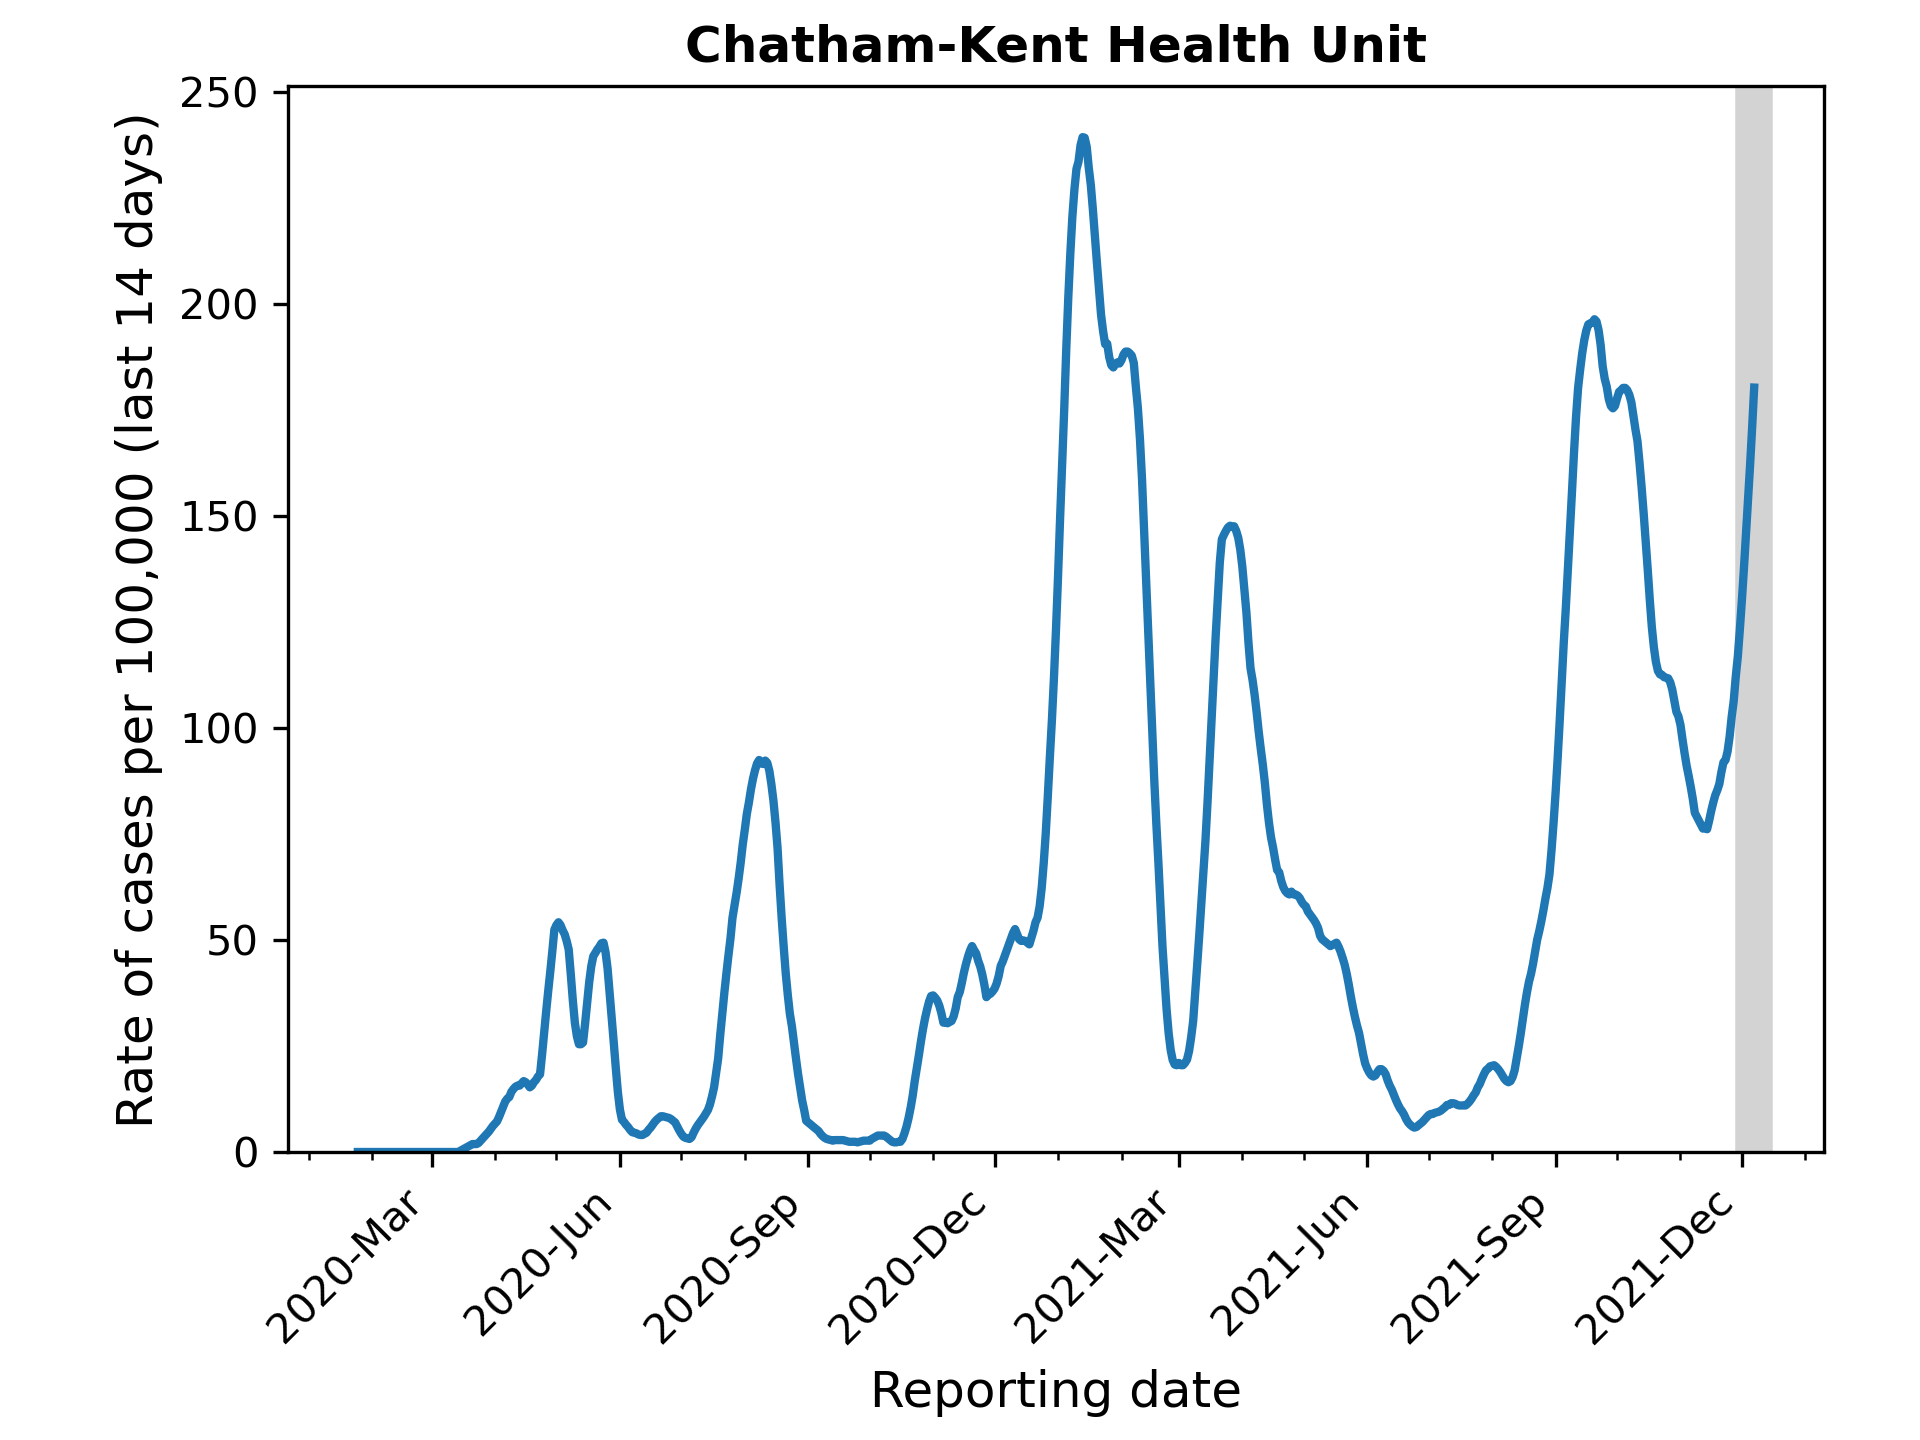 Chatham-Kent Health Unit
Rate of cases per 100,000 (last 14 days)
250
200
150
100
50
0
2020-Mar
2020-Jun
2020-Sep
2020-Dec
2021-Mar
2021-Jun
2021-Sep
2021-Dec
Reporting date